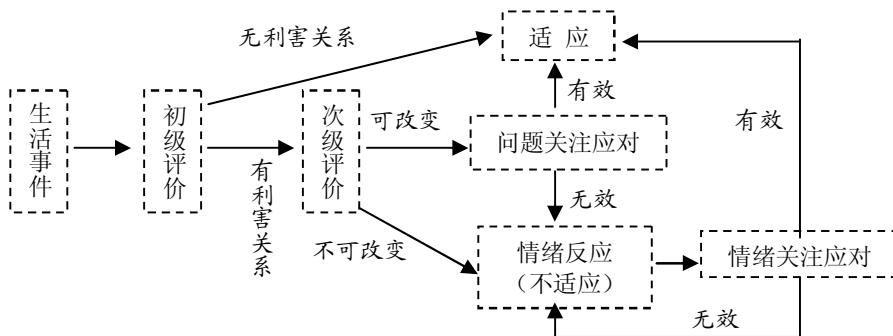 无利害关系
适 应
有效
生活事件
初级评价
次级评价
可改变
问题关注应对
有效
有利害关系
无效
不可改变
情绪反应
（不适应）
情绪关注应对
无效